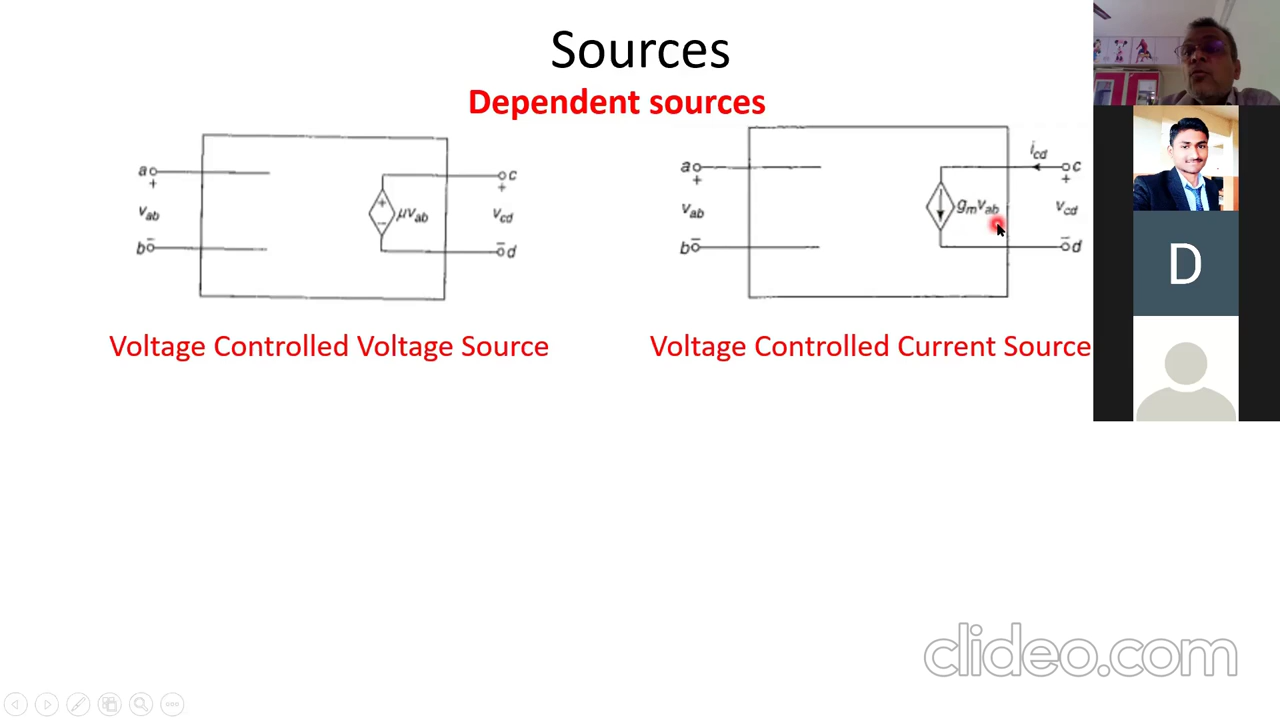 Sources
Dependent sources
a
+
v_ab
b
−
+
−
μv_ab
c
+
v_cd
−
d
a
+
v_ab
b
−
g_m v_ab
i_cd
c
+
v_cd
−
d
Voltage Controlled Voltage Source
Voltage Controlled Current Source
D
clideo.com